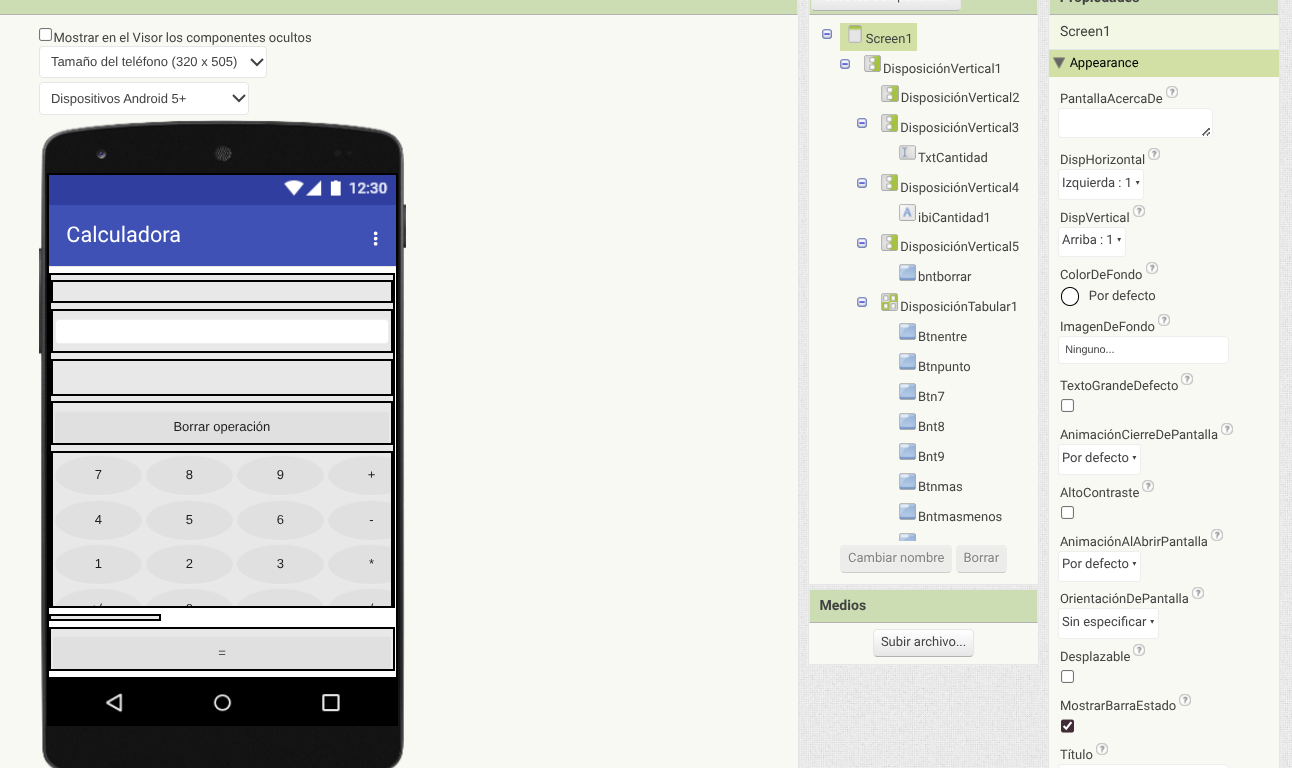 Mostrar en el Visor los componentes ocultos
Tamaño del teléfono (320 x 505)
Dispositivos Android 5+
12:30
Calculadora
Borrar operación
7 8 9 +
4 5 6 -
1 2 3 *
=
Screen1
DisposiciónVertical1
DisposiciónVertical2
DisposiciónVertical3
TxtCantidad
DisposiciónVertical4
A
ibiCantidad1
DisposiciónVertical5
bntborrar
DisposiciónTabular1
Btnentre
Btnpunto
Btn7
Bnt8
Bnt9
Btnmas
Bntmasmenos
Cambiar nombre Borrar
Medios
Subir archivo...
Propiedades
Screen1
Appearance
PantallaAcercaDe ?
DispHorizontal ?
Izquierda : 1
DispVertical ?
Arriba : 1
ColorDeFondo ?
Por defecto
ImagenDeFondo ?
Ninguno...
TextoGrandeDefecto ?
AnimaciónCierreDePantalla ?
Por defecto
AltoContraste ?
AnimaciónAlAbrirPantalla ?
Por defecto
OrientaciónDePantalla ?
Sin especificar
Desplazable ?
MostrarBarraEstado ?
Título ?